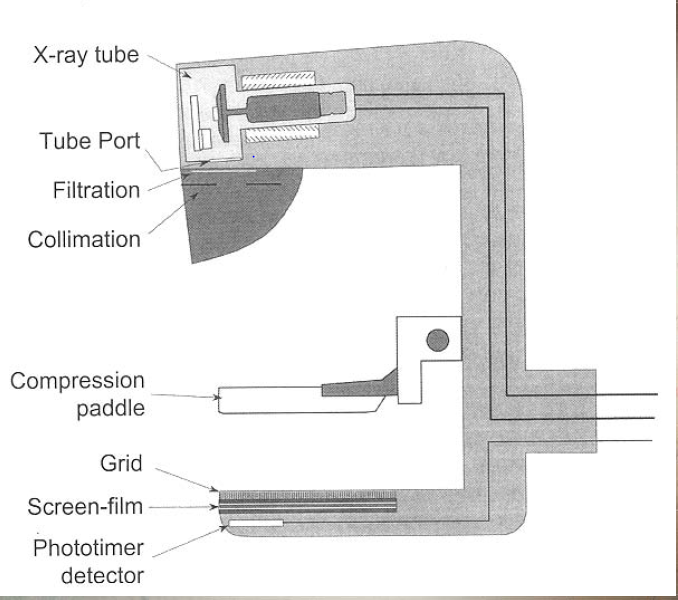 X-ray tube
Tube Port
Filtration
Collimation
Compression
paddle
Grid
Screen-film
Phototimer
detector